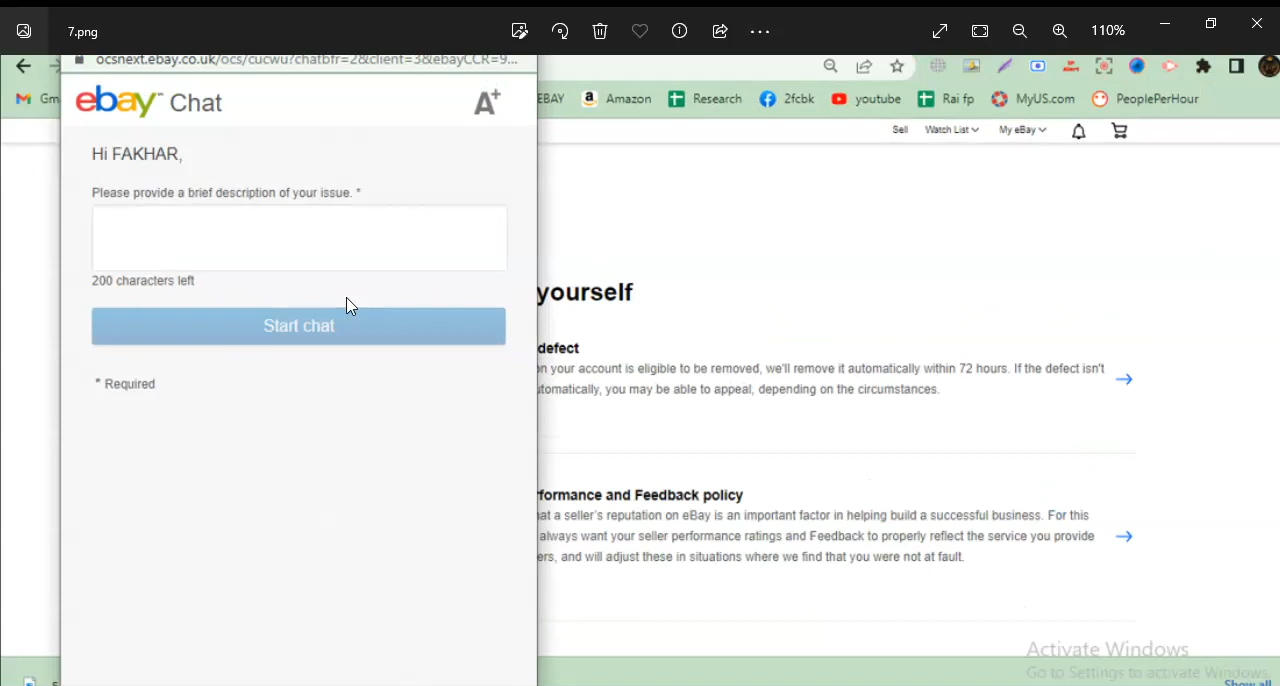 7.png
110%
ocsnext.ebay.co.uk/ocs/cucwu?chatbfr=2&client=3&ebayCCR=9...
Gm
EBAY
Amazon
Research
2fcbk
youtube
Rai fp
MyUS.com
PeoplePerHour
ebay™ Chat
A+
Sell
Watch List
My eBay
Hi FAKHAR,
Please provide a brief description of your issue. *
200 characters left
Start chat
* Required
yourself
defect
on your account is eligible to be removed, we'll remove it automatically within 72 hours. If the defect isn't
utomatically, you may be able to appeal, depending on the circumstances.
rformance and Feedback policy
at a seller's reputation on eBay is an important factor in helping build a successful business. For this
always want your seller performance ratings and Feedback to properly reflect the service you provide
ers, and will adjust these in situations where we find that you were not at fault.
Activate Windows
Go to Settings to activate Windows.
Show all